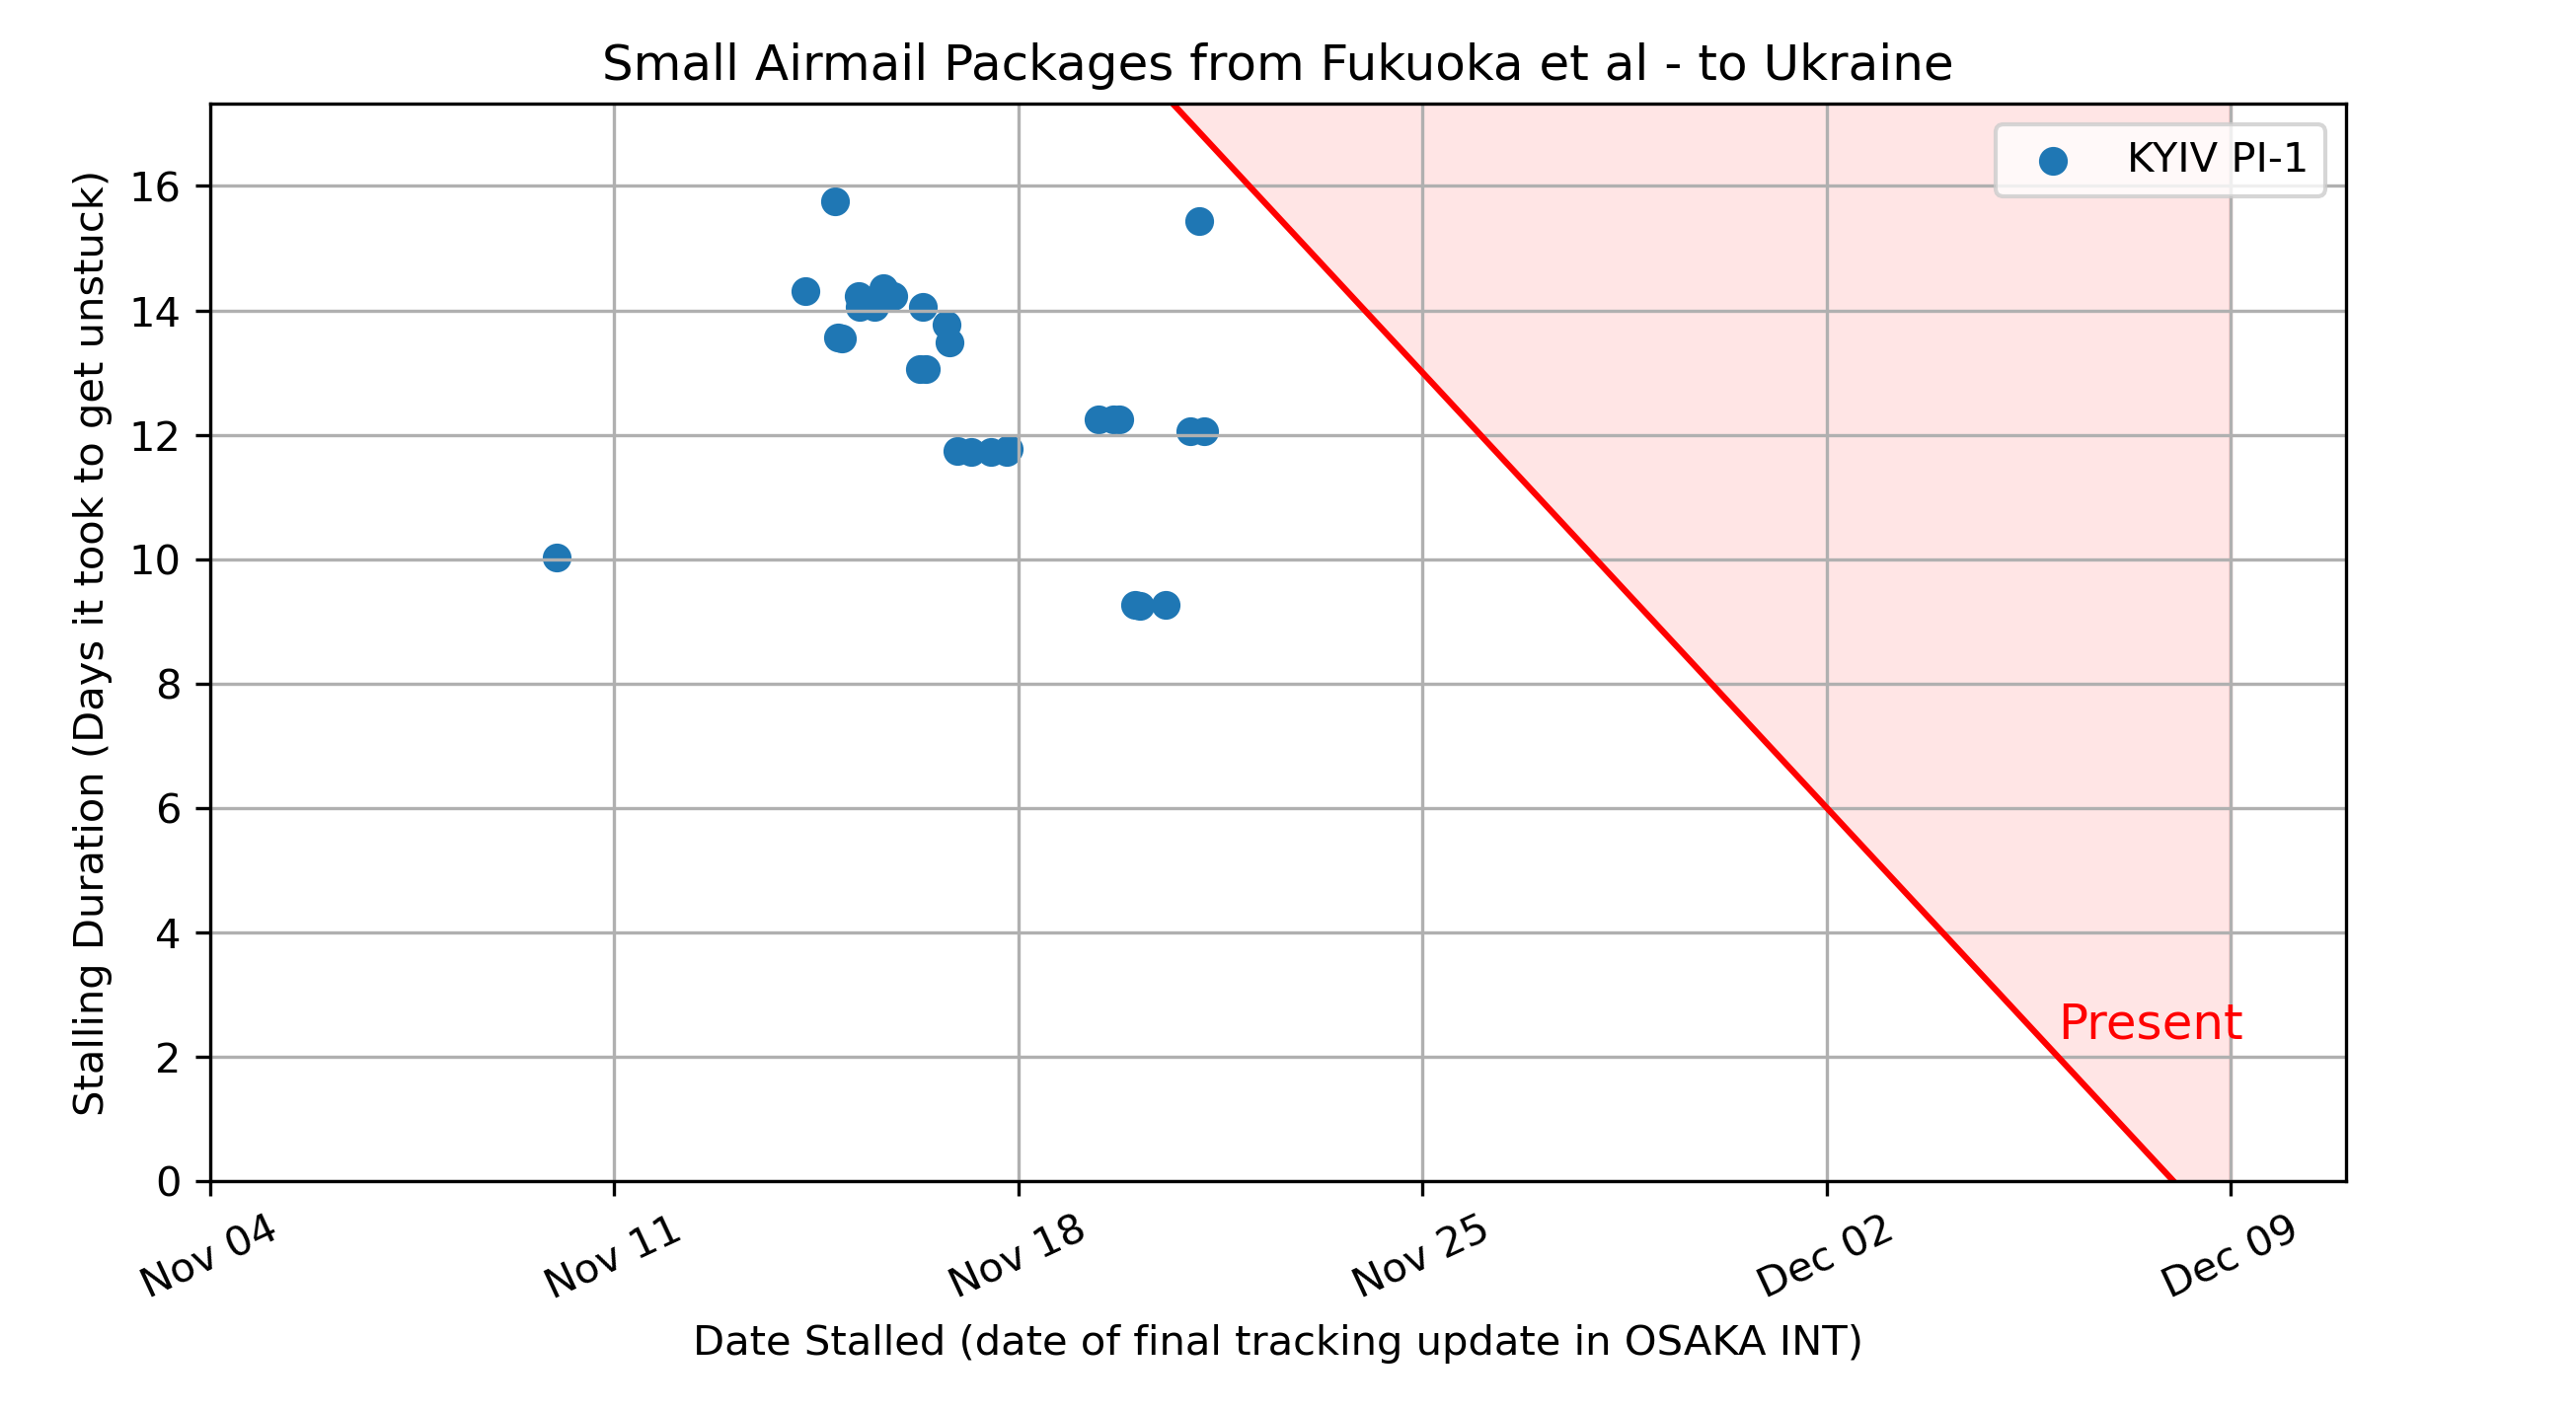 Small Airmail Packages from Fukuoka et al - to Ukraine
KYIV PI-1
Stalling Duration (Days it took to get unstuck)
16
14
12
10
8
6
4
2
0
Present
Nov 04
Nov 11
Nov 18
Nov 25
Dec 02
Dec 09
Date Stalled (date of final tracking update in OSAKA INT)